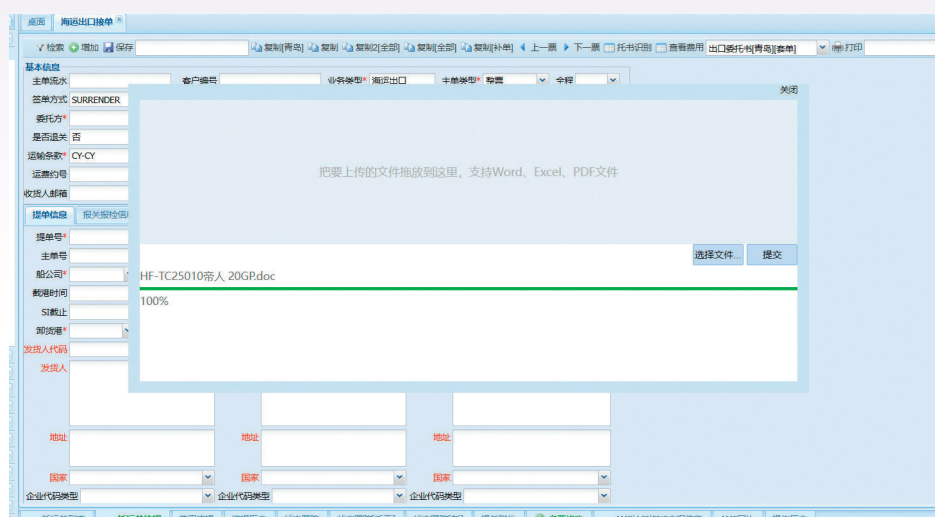 桌面 海运出口接单
检索 增加 保存 复制[青岛] 复制 复制2[全部] 复制[全部] 复制[补单] 上一票 下一票 托书识别 查看费用 出口委托书[青岛][套单] 打印
基本信息
主单流水 客户编号 业务类型* 海运出口 主单类型* 整票 全程
关闭
签单方式 SURRENDER
委托方*
是否退关 否
运输条款* CY-CY
运费约号
收货人邮箱
把要上传的文件拖放到这里，支持Word、Excel、PDF文件
提单信息 报关报检信
提单号*
主单号
选择文件... 提交
船公司*
HF-TC25010帝人 20GP.doc
截港时间
100%
SI截止
卸货港*
发货人代码
发货人
地址 地址 地址
国家 国家 国家
企业代码类型 企业代码类型 企业代码类型